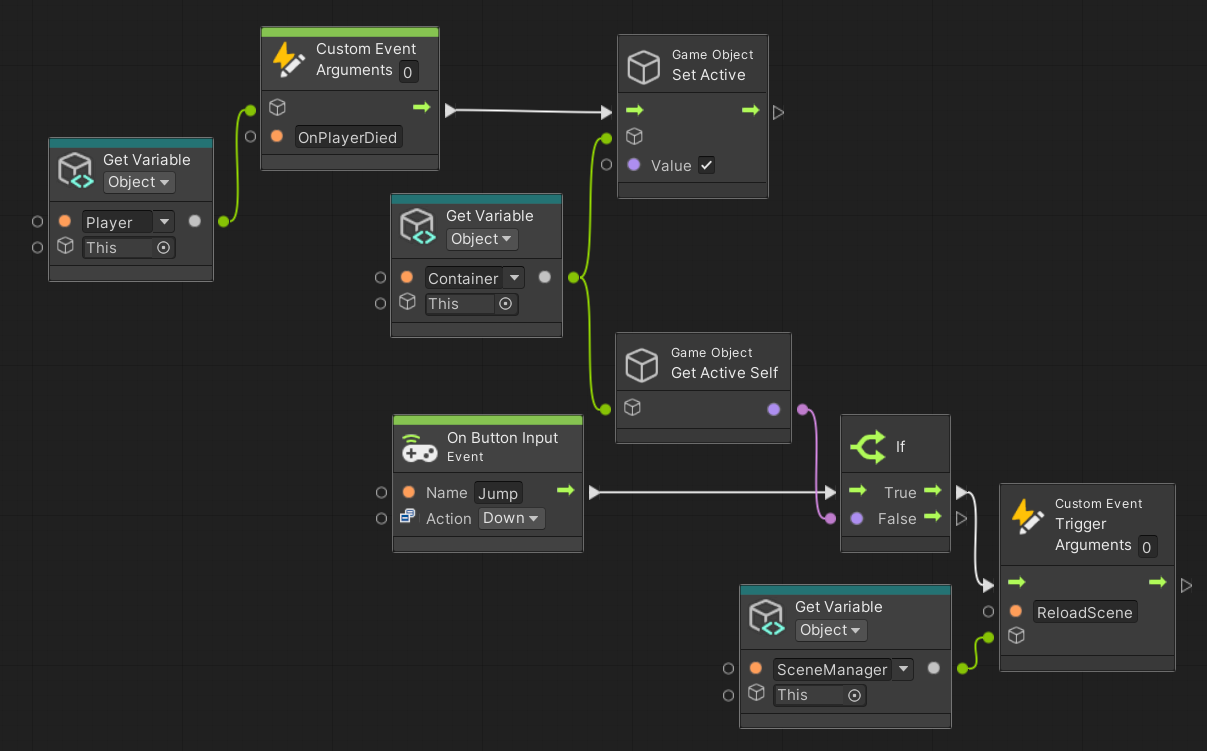 Custom Event
Arguments 0
OnPlayerDied
Get Variable
Object
Player
This
Game Object
Set Active
Value
Get Variable
Object
Container
This
Game Object
Get Active Self
On Button Input
Event
Name Jump
Action Down
If
True
False
Custom Event
Trigger
Arguments 0
ReloadScene
Get Variable
Object
SceneManager
This